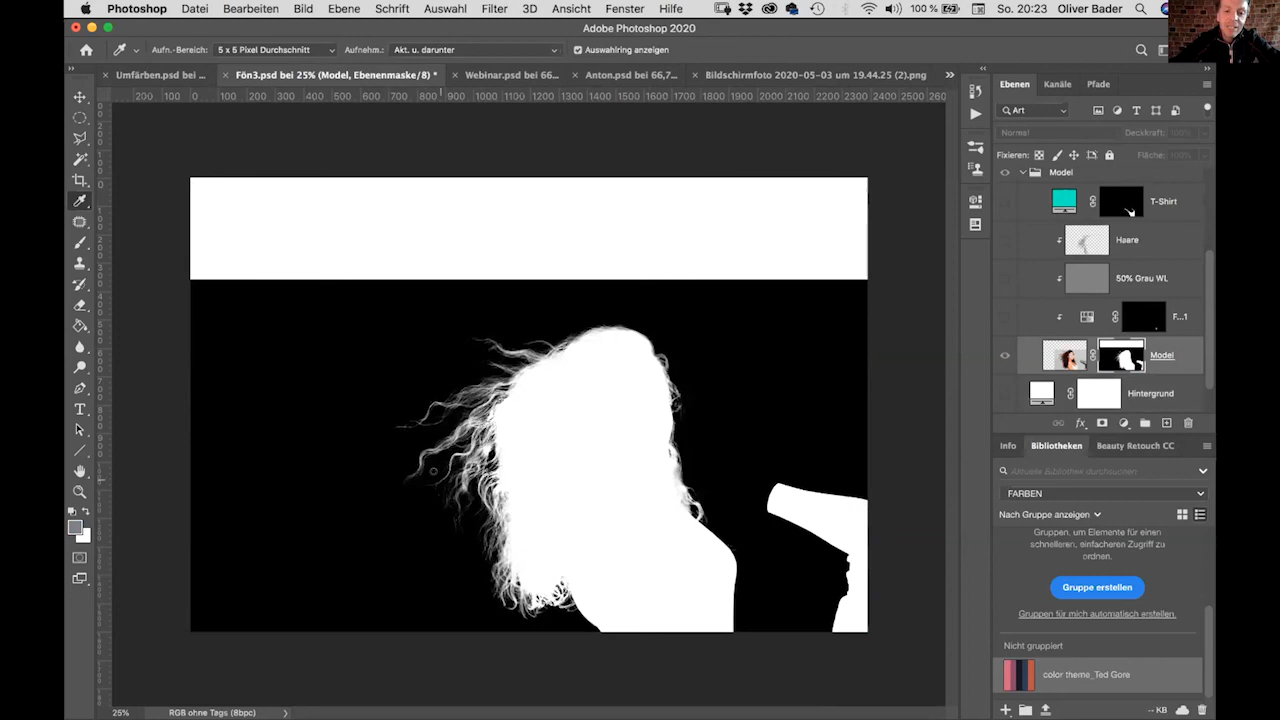 Photoshop Datei Bearbeiten Bild Ebene Schrift Auswahl Filter 3D Ansicht Fenster Hilfe 100 % So. 20:23 Oliver Bader
Adobe Photoshop 2020
Aufn.-Bereich: 5 x 5 Pixel Durchschnitt Aufnehm.: Akt. u. darunter Auswahlring anzeigen
Umfärben.psd bei ... Fön3.psd bei 25% (Model, Ebenenmaske/8) * Webinar.psd bei 66... Anton.psd bei 66,7... Bildschirmfoto 2020-05-03 um 19.44.25 (2).png
200 100 0 100 200 300 400 500 600 700 800 900 1000 1100 1200 1300 1400 1500 1600 1700 1800 1900 2000 2100 2200 2300 2400 2500 260
Ebenen Kanäle Pfade
Art
Normal Deckkraft: 100%
Fixieren: Fläche: 100%
Model
T-Shirt
Haare
50% Grau WL
F...1
Model
Hintergrund
fx
Info Bibliotheken Beauty Retouch CC
Aktuelle Bibliothek durchsuchen
FARBEN
Nach Gruppe anzeigen
Gruppen, um Elemente für einen
schnelleren, einfacheren Zugriff zu
ordnen.
Gruppe erstellen
Gruppen für mich automatisch erstellen.
Nicht gruppiert
color theme_Ted Gore
-- KB
25% RGB ohne Tags (8bpc)